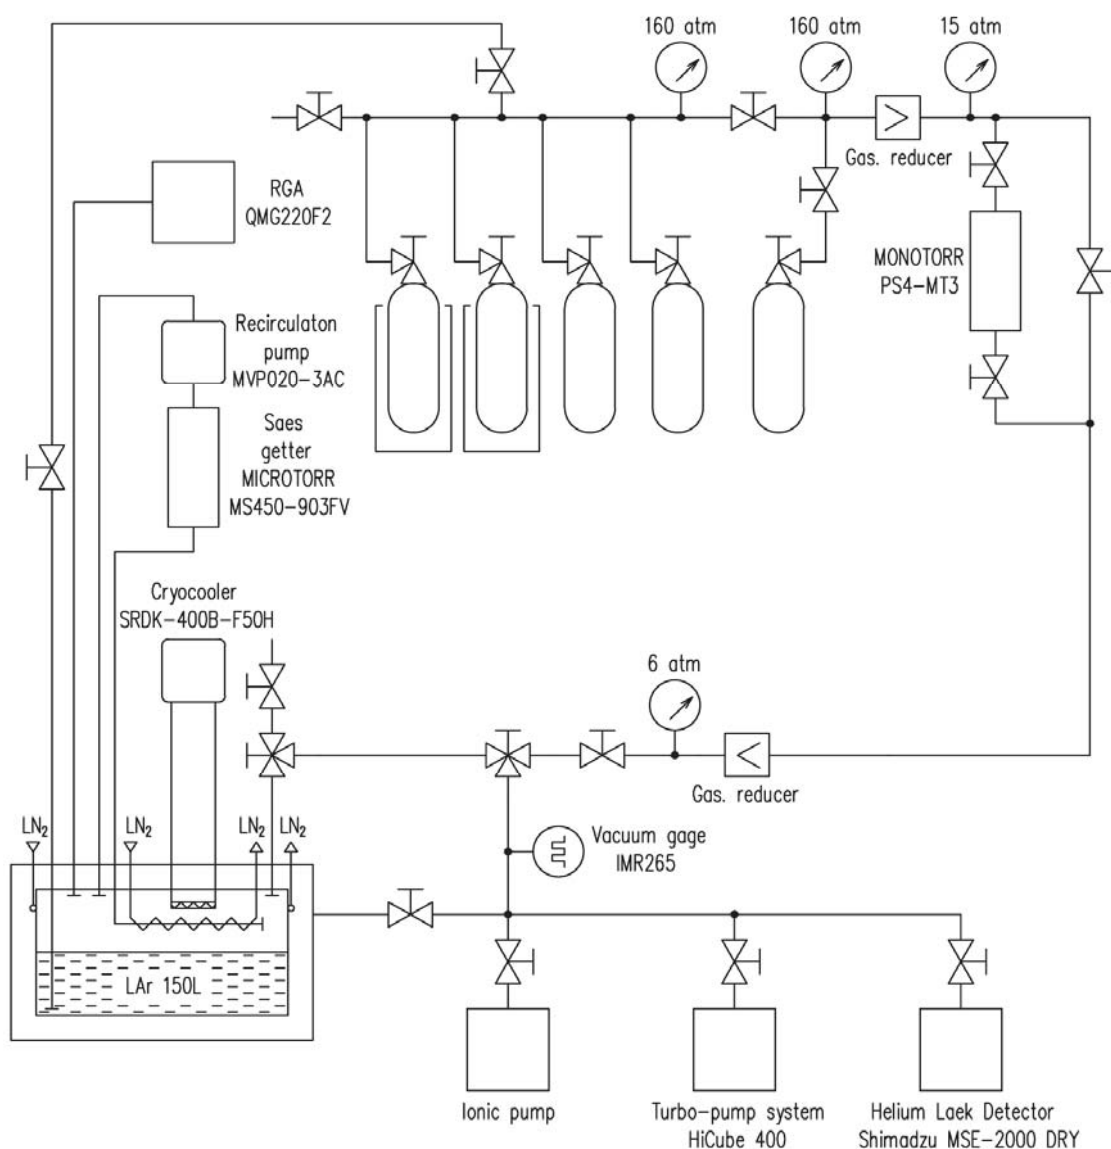 160 atm
160 atm
15 atm
Gas. reducer
RGA
QMG220F2
MONOTORR
PS4-MT3
Recirculaton
pump
MVP020-3AC
Saes
getter
MICROTORR
MS450-903FV
Cryocooler
SRDK-400B-F50H
6 atm
Gas. reducer
LN₂
LN₂
LN₂
LN₂
Vacuum gage
IMR265
LAr 150L
Ionic pump
Turbo-pump system
HiCube 400
Helium Laek Detector
Shimadzu MSE-2000 DRY